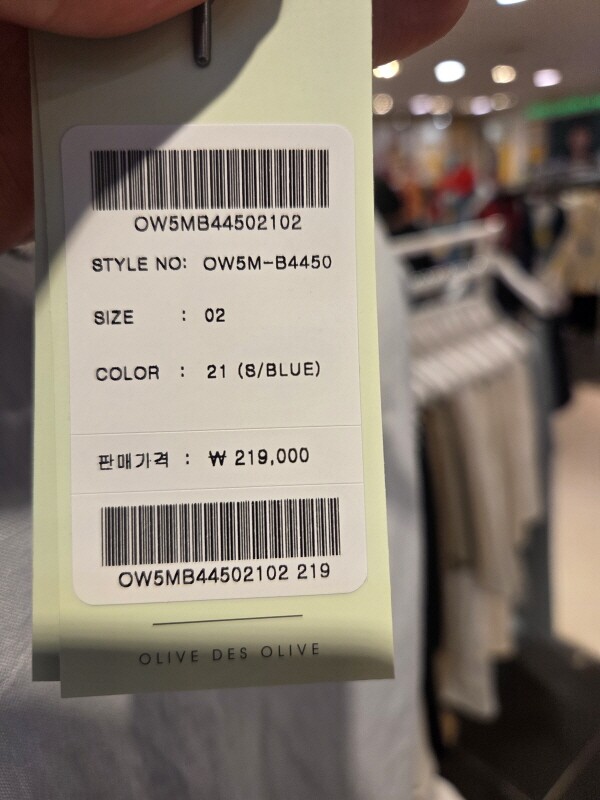 OW5MB44502102
STYLE NO: OW5M-B4450
SIZE : 02
COLOR : 21 (S/BLUE)
판매가격 : ₩ 219,000
OW5MB44502102 219
OLIVE DES OLIVE